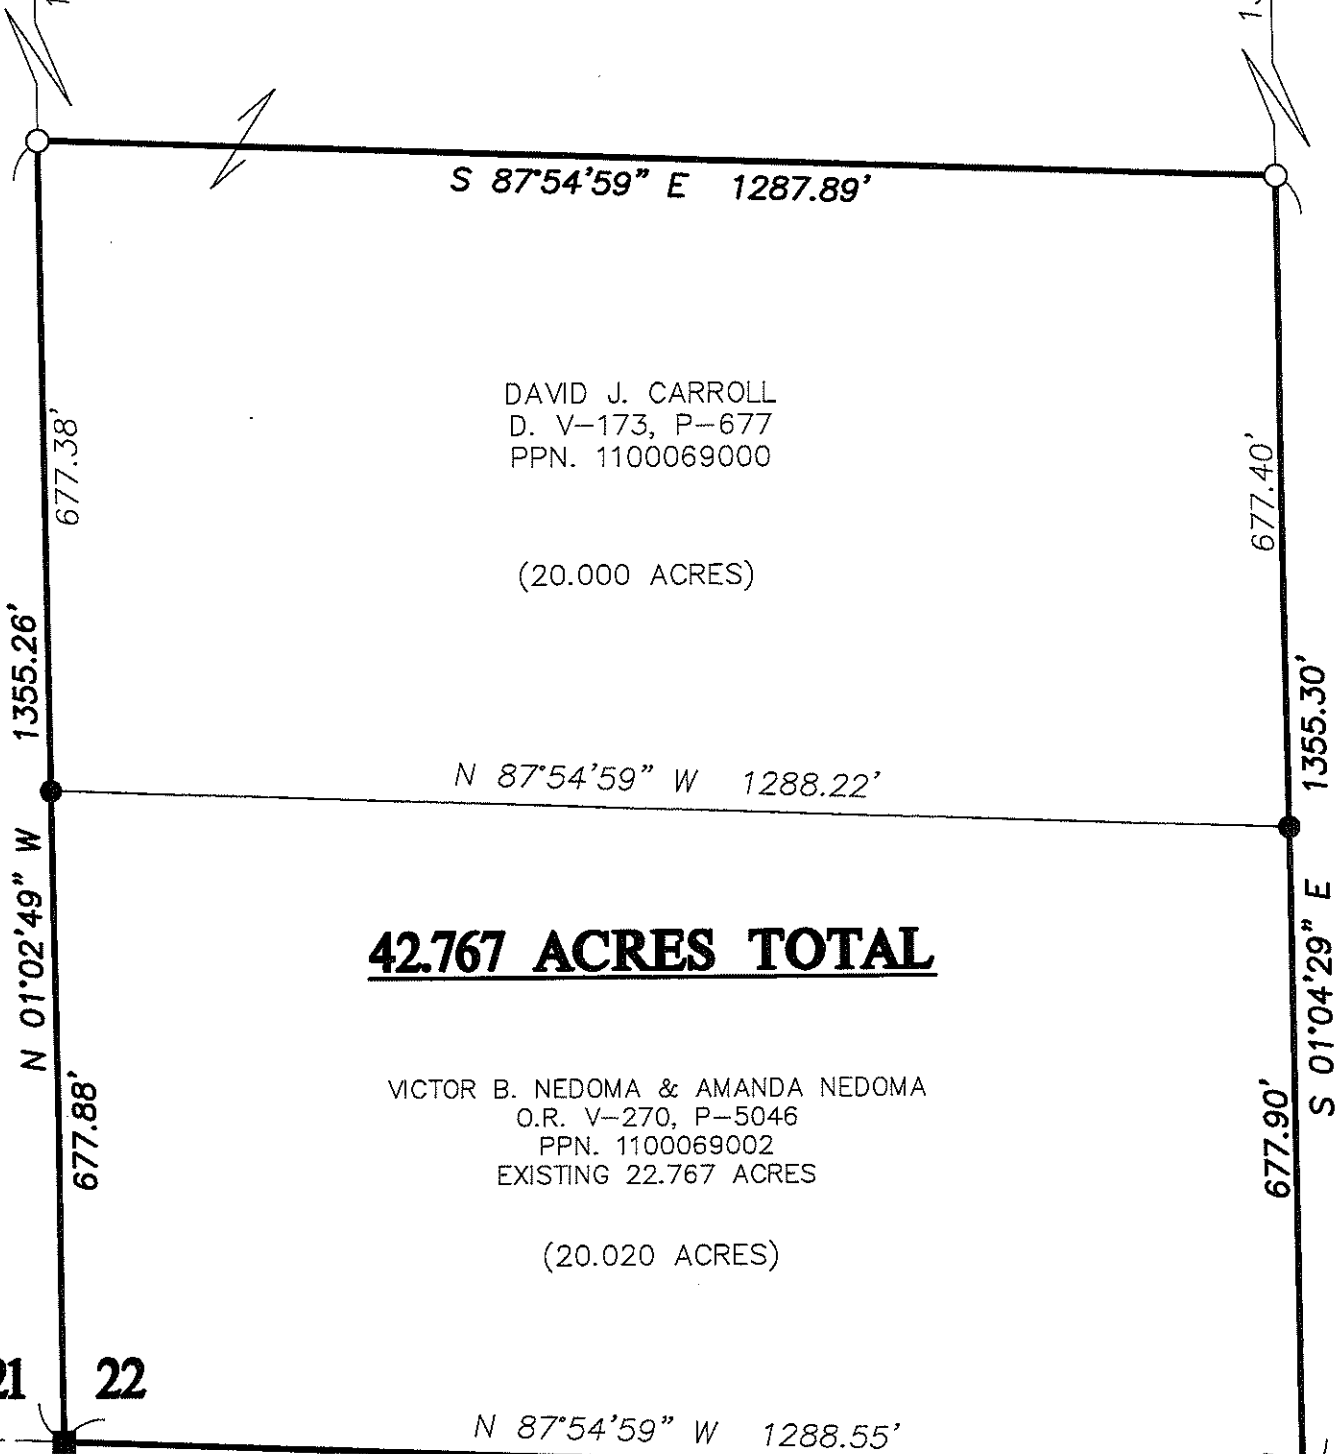 S 87°54'59" E 1287.89'
DAVID J. CARROLL
D. V-173, P-677
PPN. 1100069000
(20.000 ACRES)
677.38'
677.40'
1355.26'
N 01°02'49" W
1355.30'
S 01°04'29" E
N 87°54'59" W 1288.22'
42.767 ACRES TOTAL
VICTOR B. NEDOMA & AMANDA NEDOMA
O.R. V-270, P-5046
PPN. 1100069002
EXISTING 22.767 ACRES
(20.020 ACRES)
677.88'
677.90'
21 22
N 87°54'59" W 1288.55'